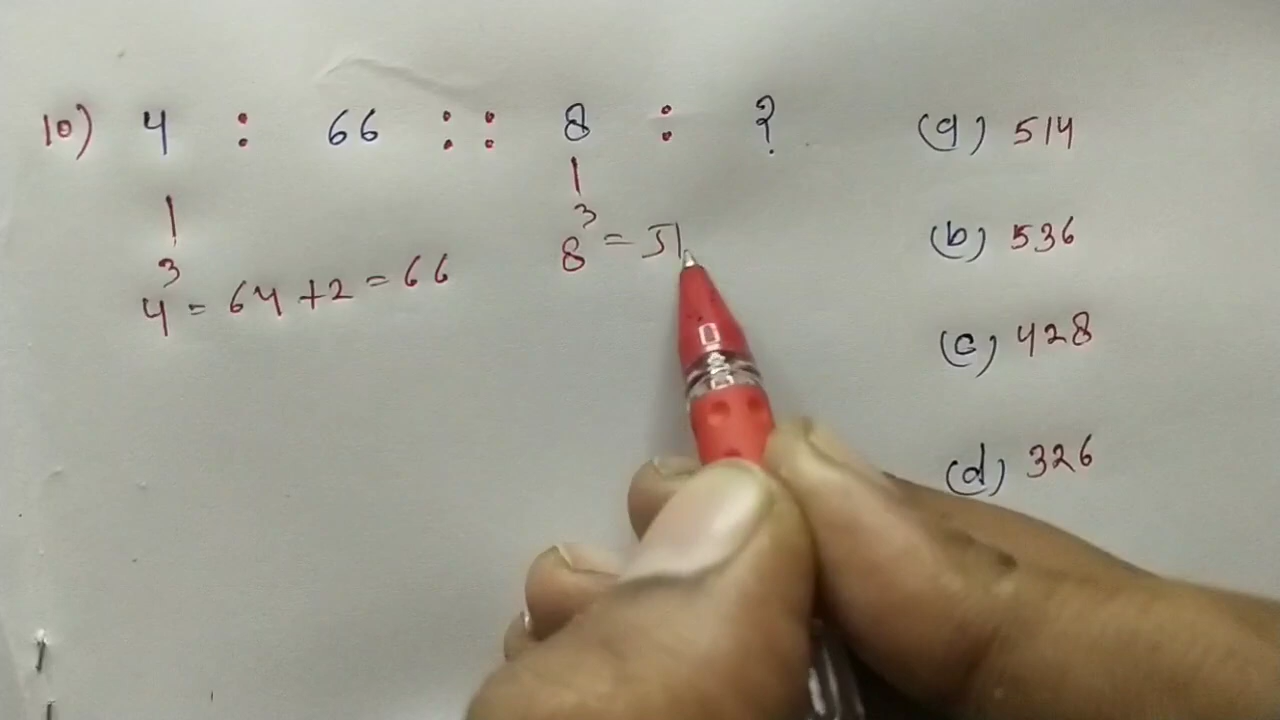 10) 4 : 66 :: 8 : ?
(a) 514
(b) 536
(c) 428
(d) 326
4³ = 64 + 2 = 66
8³ = 51